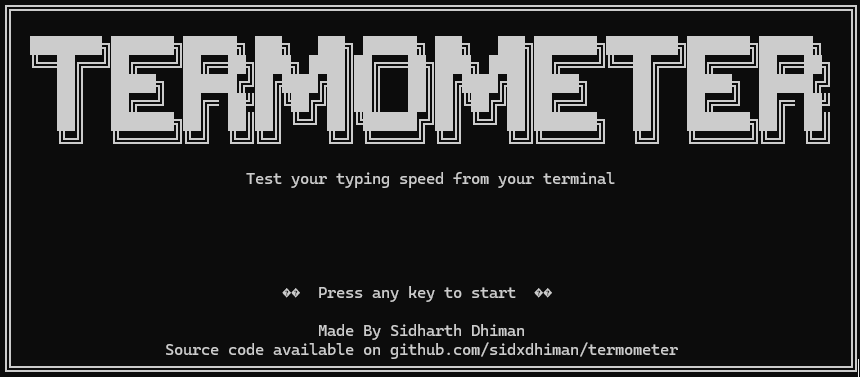 TERMOMETER
Test your typing speed from your terminal
�� Press any key to start ��
Made By Sidharth Dhiman
Source code available on github.com/sidxdhiman/termometer